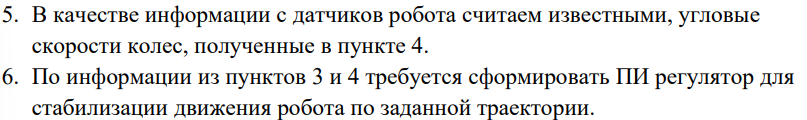 5. В качестве информации с датчиков робота считаем известными, угловые
скорости колес, полученные в пункте 4.
6. По информации из пунктов 3 и 4 требуется сформировать ПИ регулятор для
стабилизации движения робота по заданной траектории.